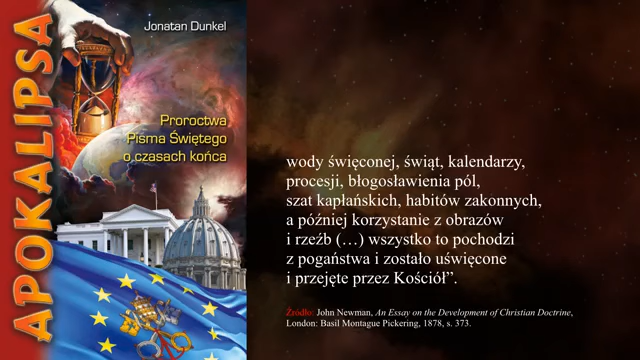 Jonatan Dunkel
APOKALIPSA
Proroctwa
Pisma Świętego
o czasach końca
wody święconej, świąt, kalendarzy,
procesji, błogosławienia pól,
szat kapłańskich, habitów zakonnych,
a później korzystanie z obrazów
i rzeźb (…) wszystko to pochodzi
z pogaństwa i zostało uświęcone
i przejęte przez Kościół”.
Źródło: John Newman, An Essay on the Development of Christian Doctrine,
London: Basil Montague Pickering, 1878, s. 373.